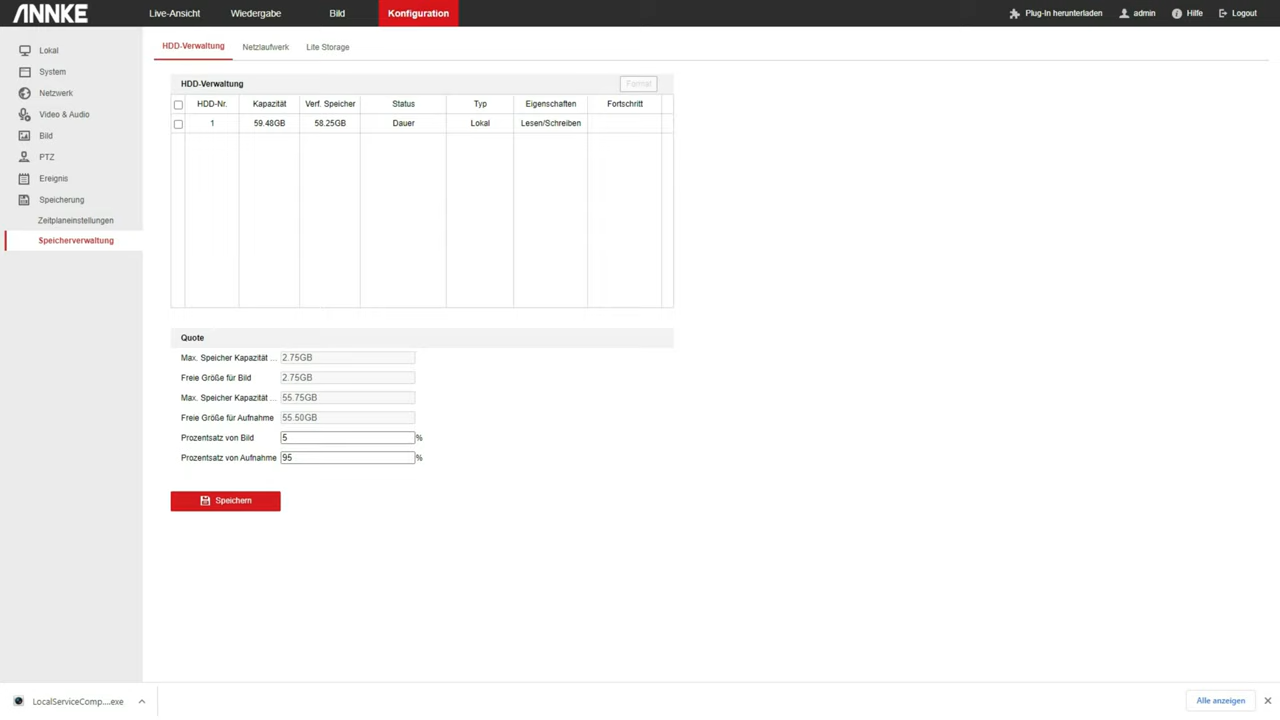 ANNKE
Live-Ansicht Wiedergabe Bild Konfiguration Plug-In herunterladen admin Hilfe Logout
Lokal
System
Netzwerk
Video & Audio
Bild
PTZ
Ereignis
Speicherung
Zeitplaneinstellungen
Speicherverwaltung
HDD-Verwaltung Netzlaufwerk Lite Storage
HDD-Verwaltung Format
HDD-Nr. Kapazität Verf. Speicher Status Typ Eigenschaften Fortschritt
1 59.48GB 58.25GB Dauer Lokal Lesen/Schreiben
Quote
Max. Speicher Kapazität ... 2.75GB
Freie Größe für Bild 2.75GB
Max. Speicher Kapazität ... 55.75GB
Freie Größe für Aufnahme 55.50GB
Prozentsatz von Bild 5 %
Prozentsatz von Aufnahme 95 %
Speichern
LocalServiceComp....exe Alle anzeigen